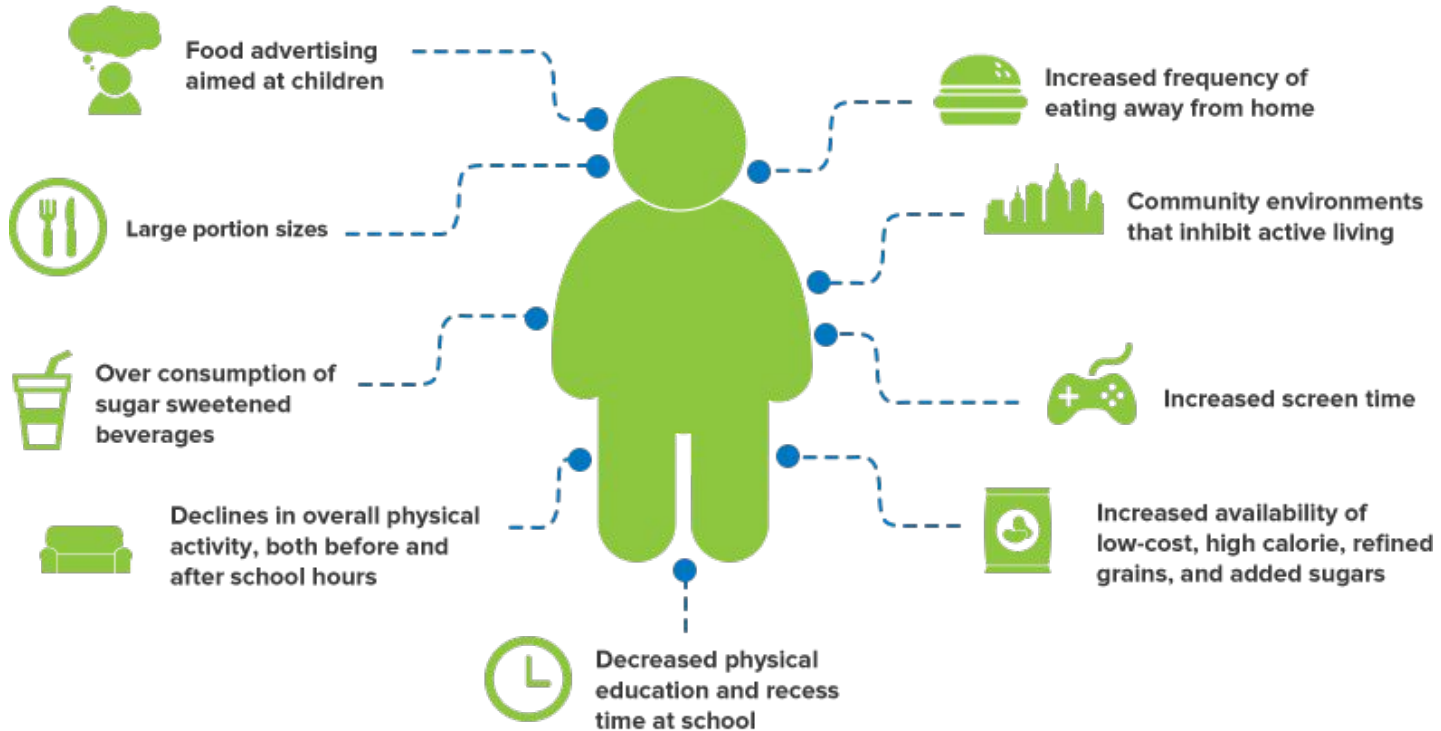 Food advertising
aimed at children
Large portion sizes
Over consumption of
sugar sweetened
beverages
Declines in overall physical
activity, both before and
after school hours
Decreased physical
education and recess
time at school
Increased frequency of
eating away from home
Community environments
that inhibit active living
Increased screen time
Increased availability of
low-cost, high calorie, refined
grains, and added sugars